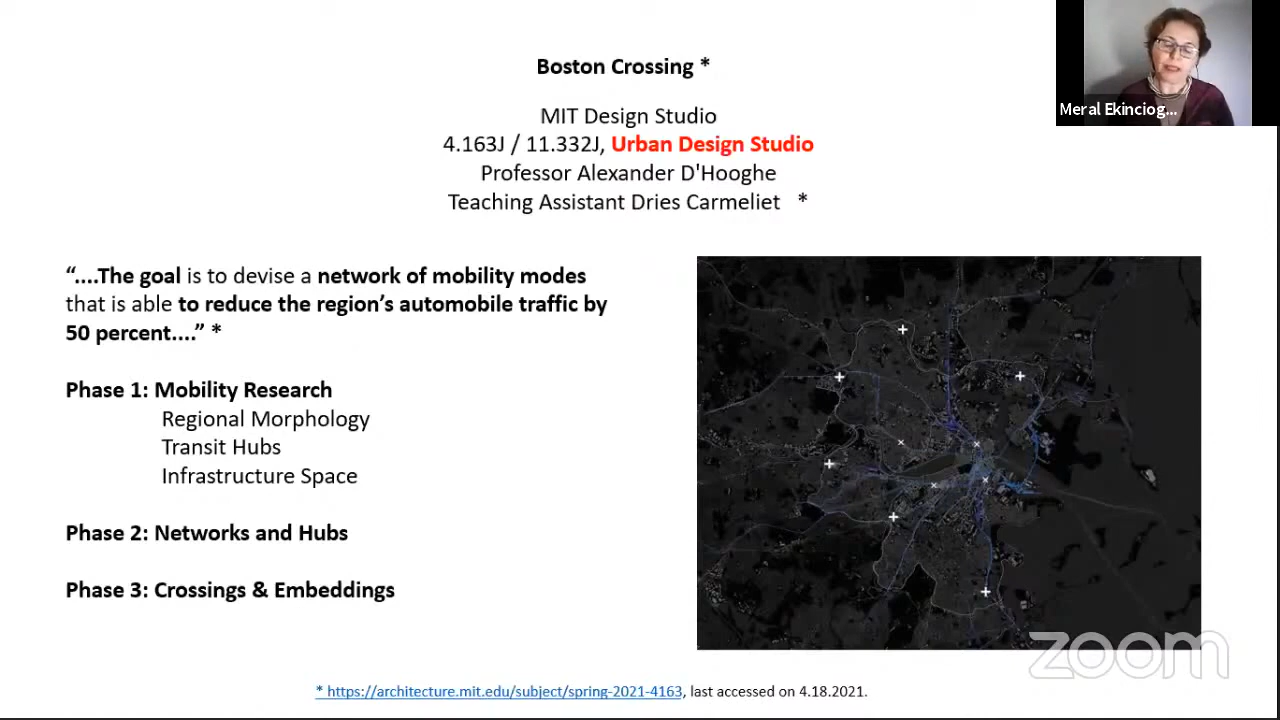 Boston Crossing *
MIT Design Studio
4.163J / 11.332J, Urban Design Studio
Professor Alexander D'Hooghe
Teaching Assistant Dries Carmeliet *
Meral Ekinciog...
“....The goal is to devise a network of mobility modes
that is able to reduce the region’s automobile traffic by
50 percent....” *
Phase 1: Mobility Research
Regional Morphology
Transit Hubs
Infrastructure Space
Phase 2: Networks and Hubs
Phase 3: Crossings & Embeddings
zoom
* https://architecture.mit.edu/subject/spring-2021-4163, last accessed on 4.18.2021.